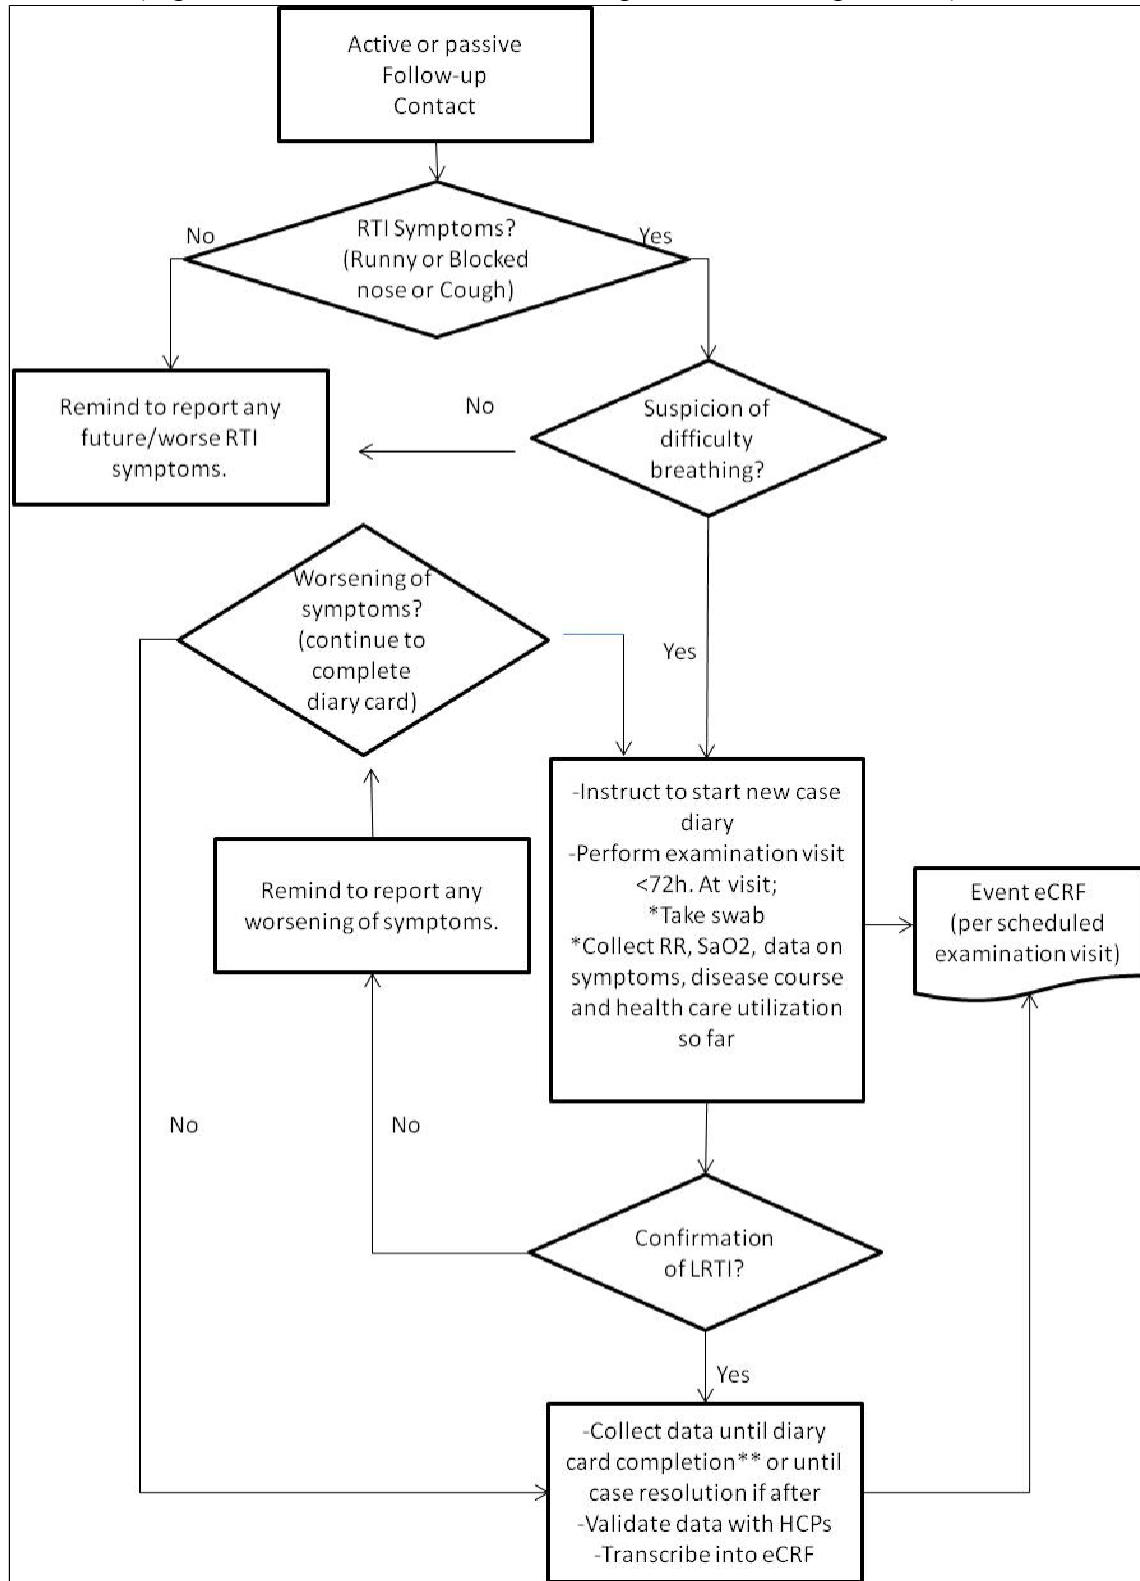 Active or passive
Follow-up
Contact
RTI Symptoms?
(Runny or Blocked
nose or Cough)
No
Yes
Remind to report any
future/worse RTI
symptoms.
No
Suspicion of
difficulty
breathing?
Worsening of
symptoms?
(continue to
complete
diary card)
Yes
-Instruct to start new case
diary
-Perform examination visit
<72h. At visit;
*Take swab
*Collect RR, SaO2, data on
symptoms, disease course
and health care utilization
so far
Remind to report any
worsening of symptoms.
Event eCRF
(per scheduled
examination visit)
No
No
Confirmation
of LRTI?
Yes
-Collect data until diary
card completion** or until
case resolution if after
-Validate data with HCPs
-Transcribe into eCRF